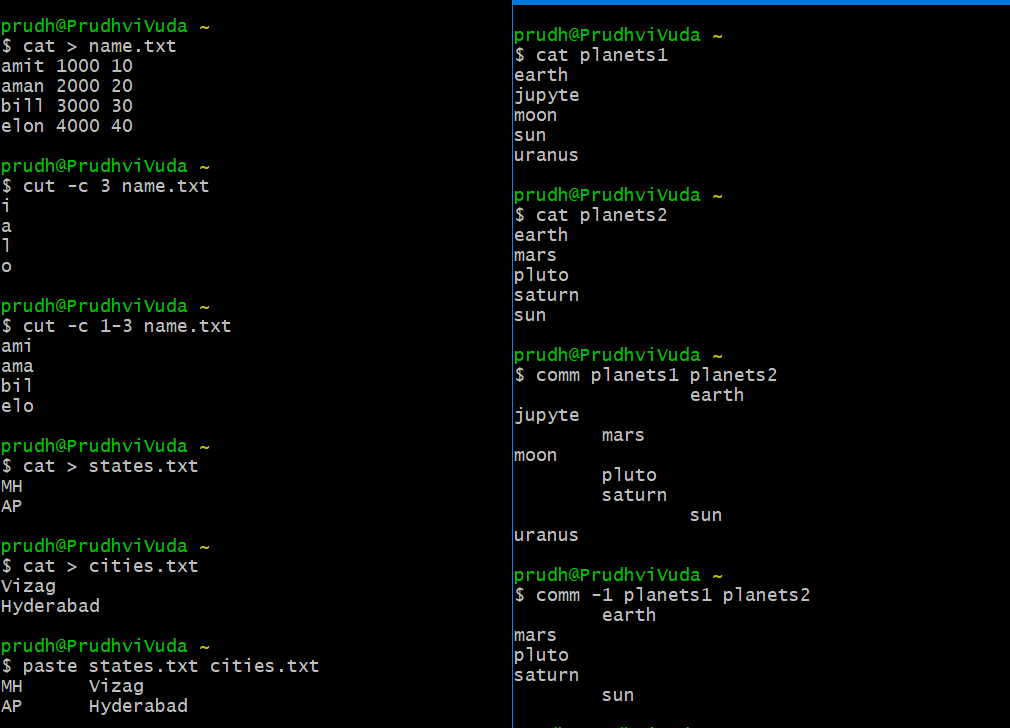 prudh@PrudhviVuda ~
$ cat > name.txt
amit 1000 10
aman 2000 20
bill 3000 30
elon 4000 40
prudh@PrudhviVuda ~
$ cut -c 3 name.txt
i
a
l
o
prudh@PrudhviVuda ~
$ cut -c 1-3 name.txt
ami
ama
bil
elo
prudh@PrudhviVuda ~
$ cat > states.txt
MH
AP
prudh@PrudhviVuda ~
$ cat > cities.txt
Vizag
Hyderabad
prudh@PrudhviVuda ~
$ paste states.txt cities.txt
MH      Vizag
AP      Hyderabad
prudh@PrudhviVuda ~
$ cat planets1
earth
jupyte
moon
sun
uranus
prudh@PrudhviVuda ~
$ cat planets2
earth
mars
pluto
saturn
sun
prudh@PrudhviVuda ~
$ comm planets1 planets2
                earth
jupyte
        mars
moon
        pluto
        saturn
                sun
uranus
prudh@PrudhviVuda ~
$ comm -1 planets1 planets2
        earth
mars
pluto
saturn
        sun